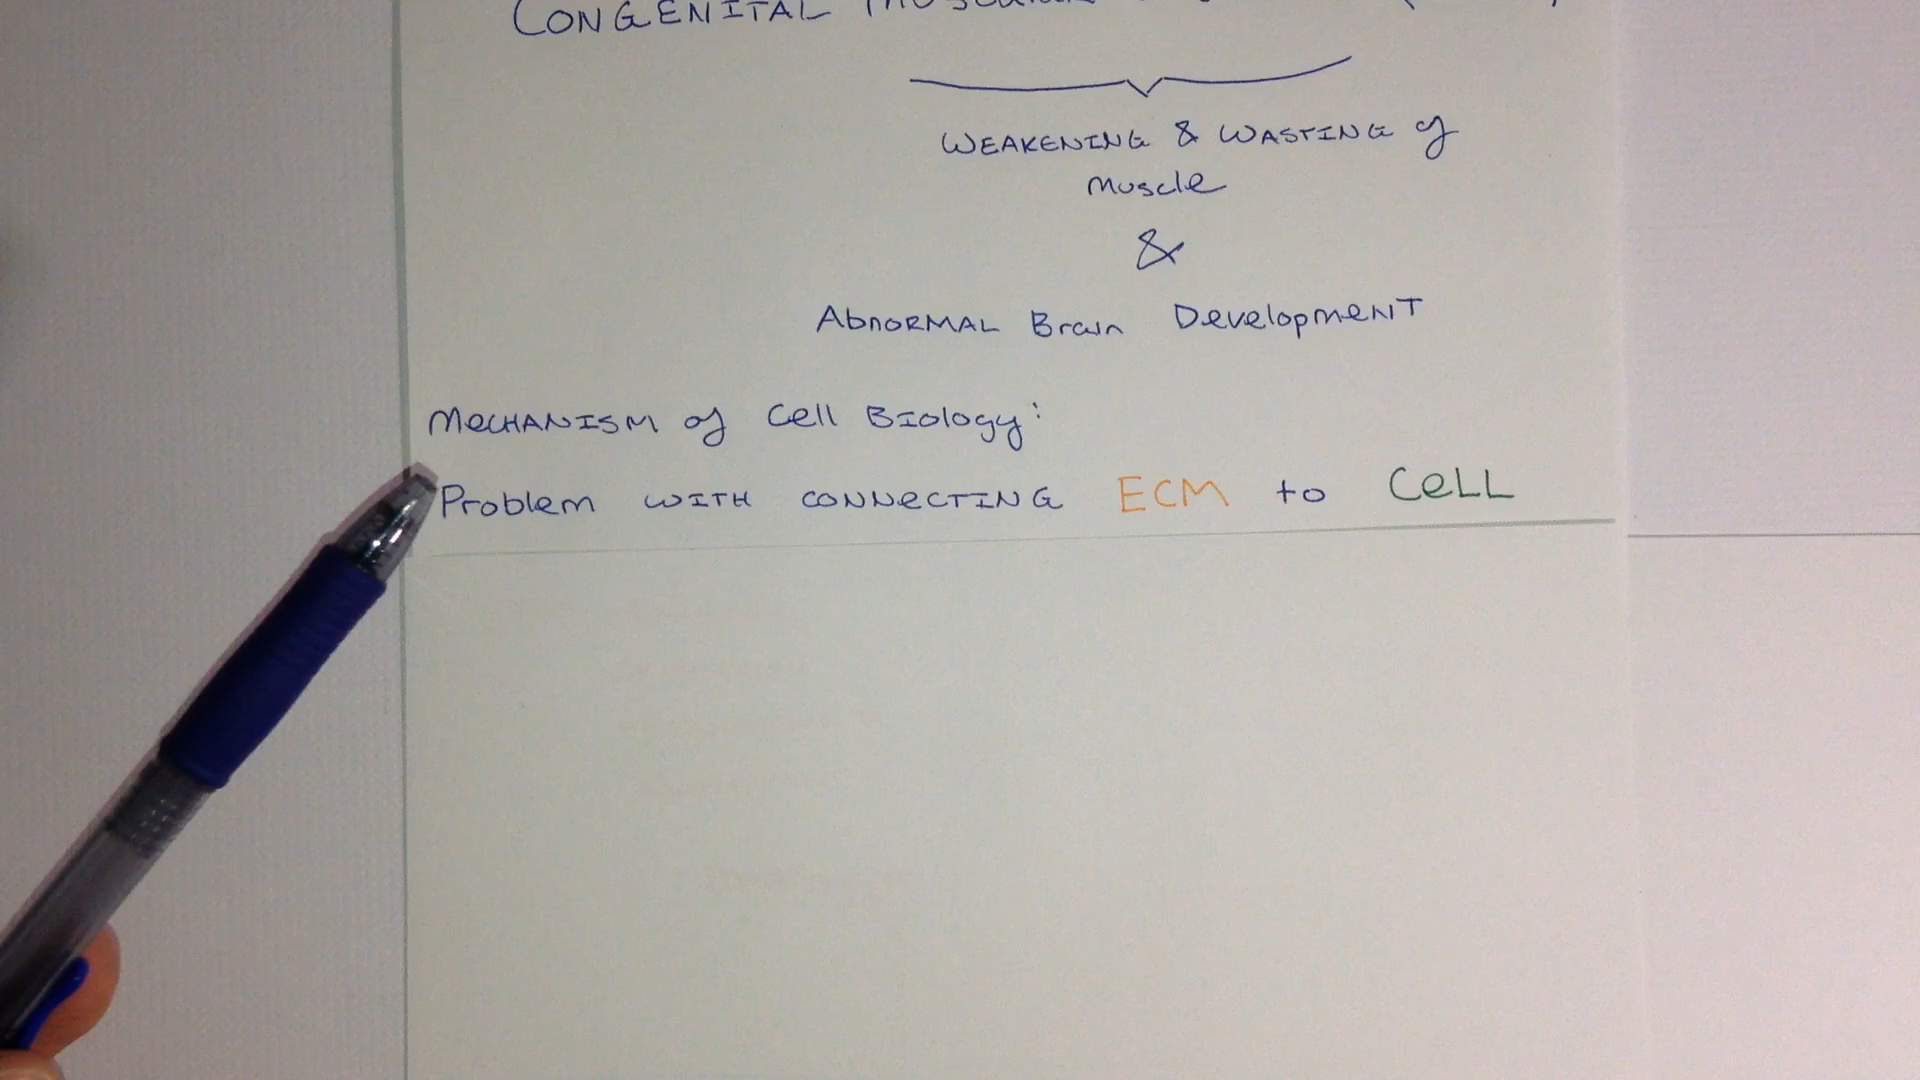 CONGENITAL
WEAKENING & WASTING of
muscle
&
AbnORMAL Brain DevelopmeNT
MecHANISM of Cell BIology:
Problem WITH CONNecTING ECM to CeLL